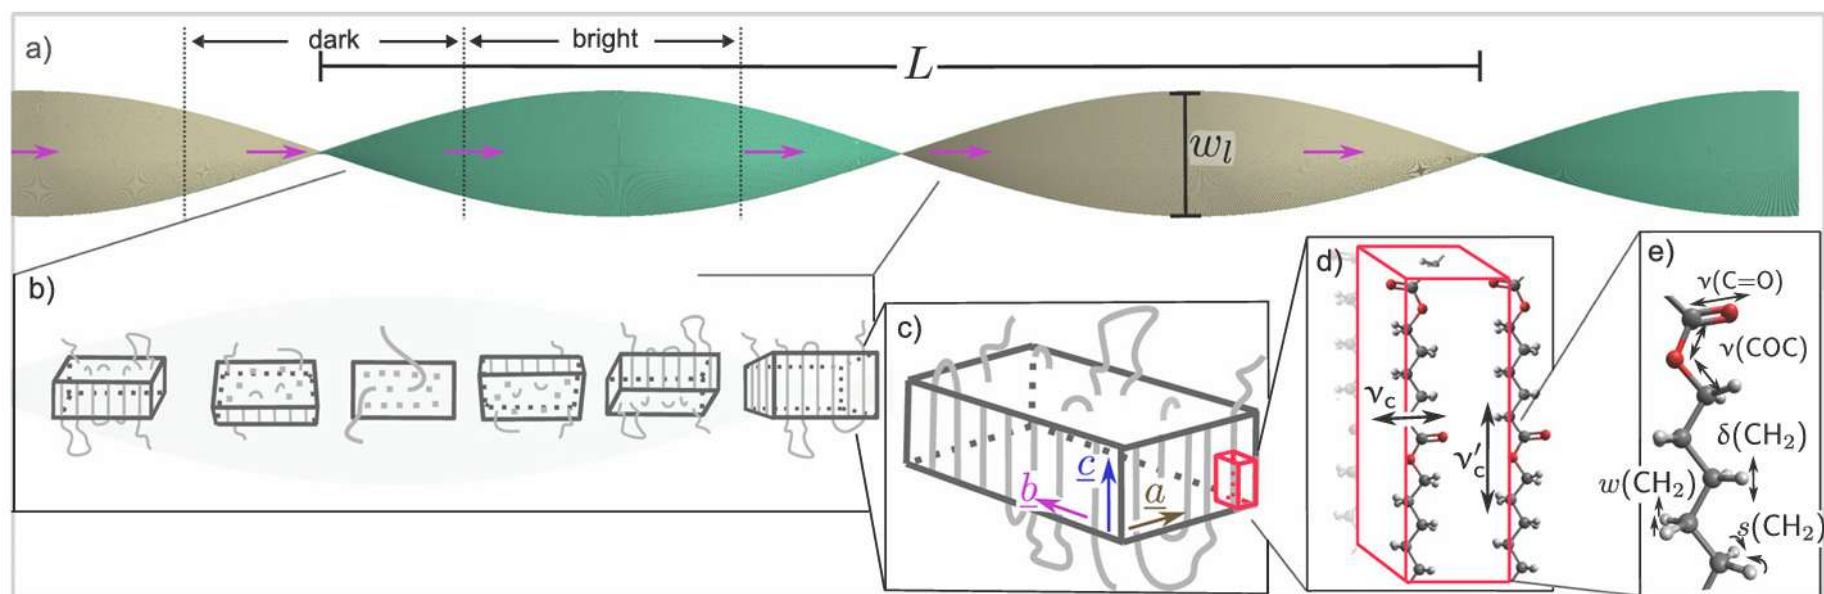 a)
dark
bright
L
w_l
b)
c)
b
c
a
d)
ν_c
ν′_c
e)
ν(C=O)
ν(COC)
δ(CH₂)
w(CH₂)
s(CH₂)